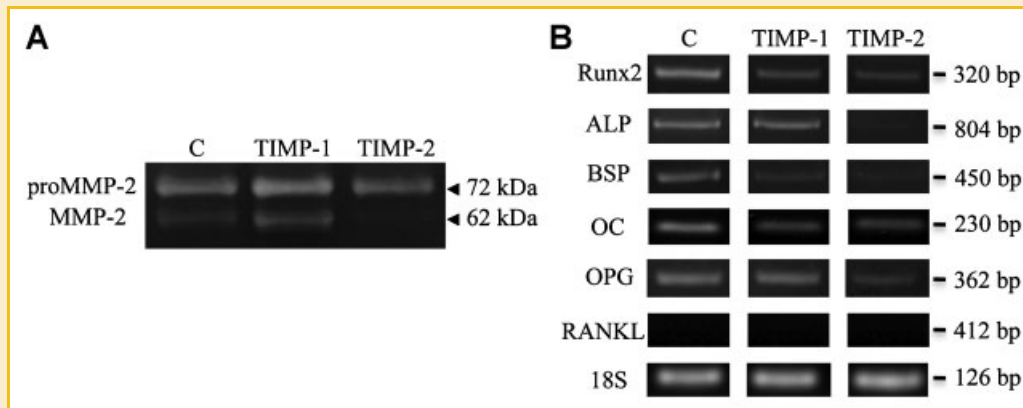 A
C TIMP-1 TIMP-2
proMMP-2 ◄ 72 kDa
MMP-2 ◄ 62 kDa
B
C TIMP-1 TIMP-2
Runx2 - 320 bp
ALP - 804 bp
BSP - 450 bp
OC - 230 bp
OPG - 362 bp
RANKL - 412 bp
18S - 126 bp